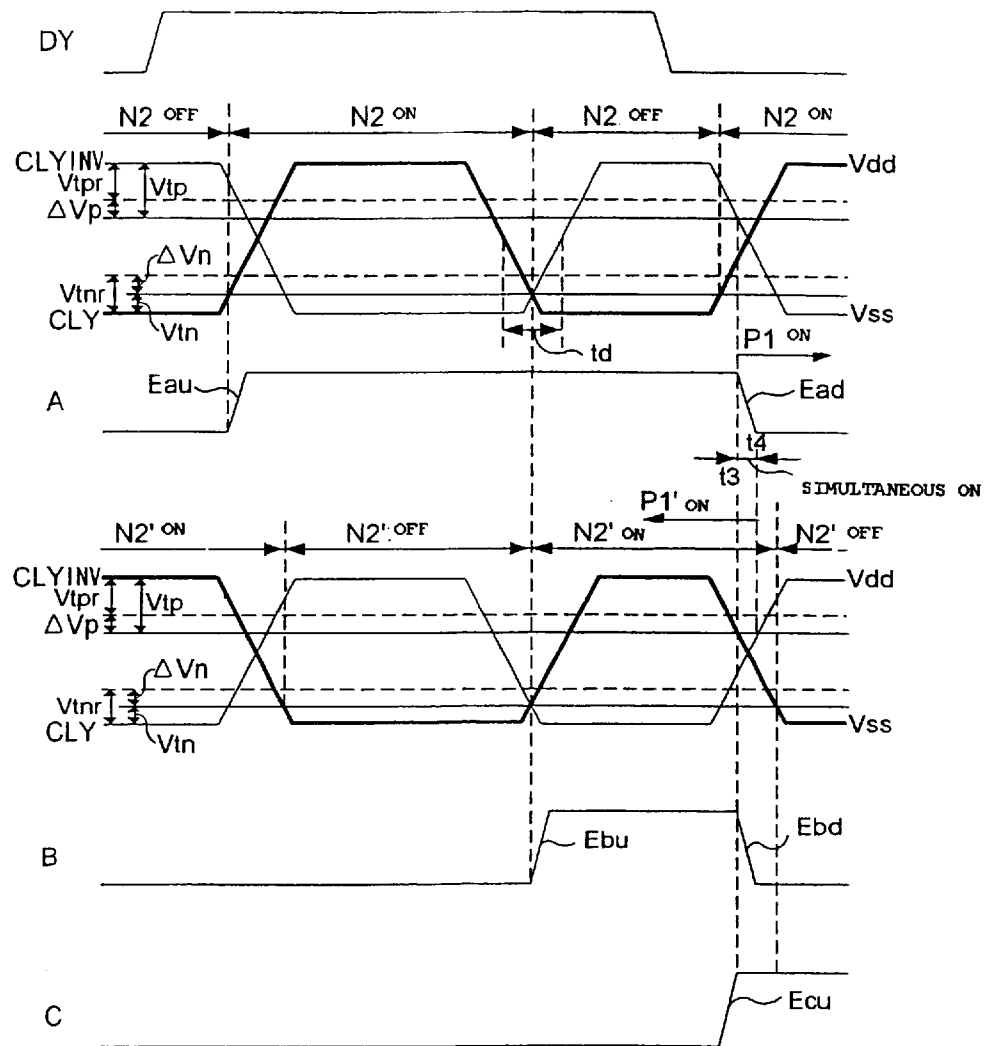 DY
N2 OFF N2 ON N2 OFF N2 ON
CLYINV Vdd
Vtpr Vtp
ΔVp
ΔVn
Vtnr
CLY Vtn Vss
td P1 ON
A Eau Ead
t4
t3
SIMULTANEOUS ON
P1' ON
N2' ON N2': OFF N2' ON N2' OFF
CLYINV Vdd
Vtpr Vtp
ΔVp
ΔVn
Vtnr
CLY Vtn Vss
B Ebu Ebd
C Ecu